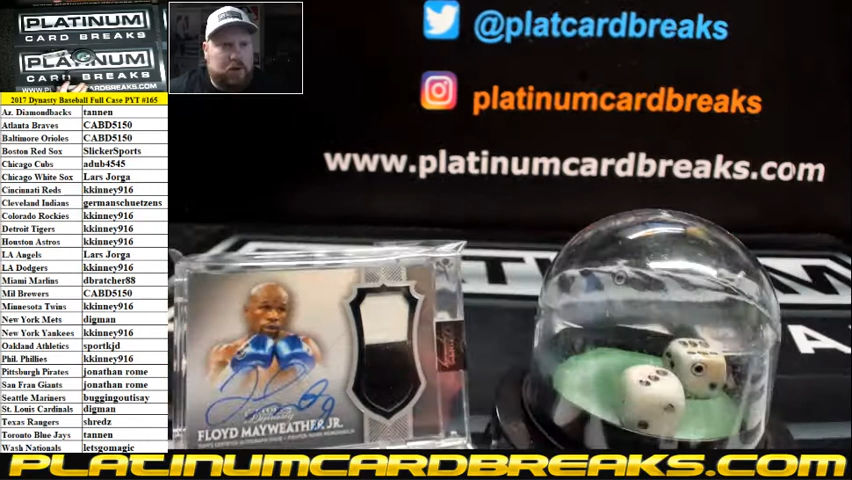 PLATINUM
CARD BREAKS
PLATINUM
CARD BREAKS
2017 Dynasty Baseball Full Case PYT #165
Az. Diamondbacks tannen
Atlanta Braves CABD5150
Baltimore Orioles CABD5150
Boston Red Sox SlickerSports
Chicago Cubs adub4545
Chicago White Sox Lars Jorga
Cincinnati Reds kkinney916
Cleveland Indians germanschuetzens
Colorado Rockies kkinney916
Detroit Tigers kkinney916
Houston Astros kkinney916
LA Angels Lars Jorga
LA Dodgers kkinney916
Miami Marlins dbratcher88
Mil Brewers CABD5150
Minnesota Twins kkinney916
New York Mets digman
New York Yankees kkinney916
Oakland Athletics sportkjd
Phil. Phillies kkinney916
Pittsburgh Pirates jonathan rome
San Fran Giants jonathan rome
Seattle Mariners buggingoutisay
St. Louis Cardinals digman
Texas Rangers shredz
Toronto Blue Jays tannen
Wash Nationals letsgomagic
@platcardbreaks
platinumcardbreaks
www.platinumcardbreaks.com
FLOYD MAYWEATHER JR.
PLATINUMCARDBREAKS.COM